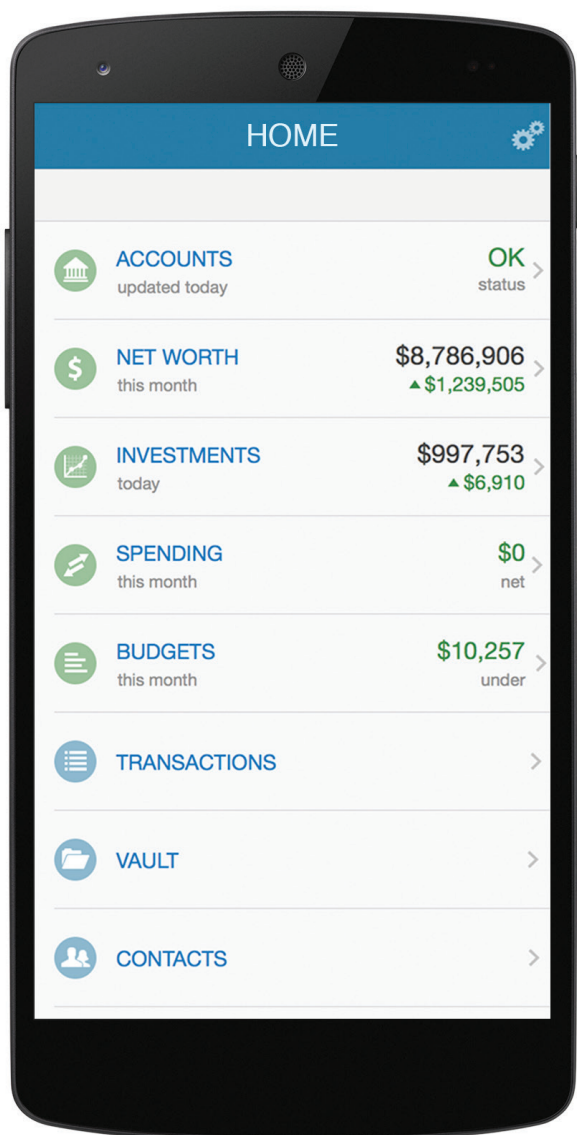 HOME
ACCOUNTS
OK
updated today
status
NET WORTH
$8,786,906
this month
▲ $1,239,505
INVESTMENTS
$997,753
today
▲ $6,910
SPENDING
$0
this month
net
BUDGETS
$10,257
this month
under
TRANSACTIONS
VAULT
CONTACTS